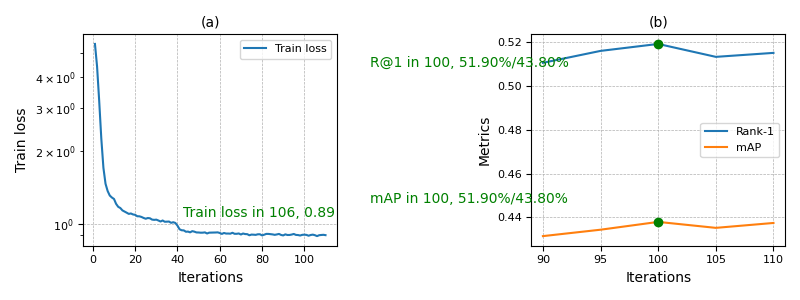 (a)
Train loss
4 × 10⁰
3 × 10⁰
2 × 10⁰
10⁰
Train loss
Train loss in 106, 0.89
0 20 40 60 80 100
Iterations
(b)
R@1 in 100, 51.90%/43.80%
mAP in 100, 51.90%/43.80%
0.52
0.50
0.48
0.46
0.44
Metrics
Rank-1
mAP
90 95 100 105 110
Iterations